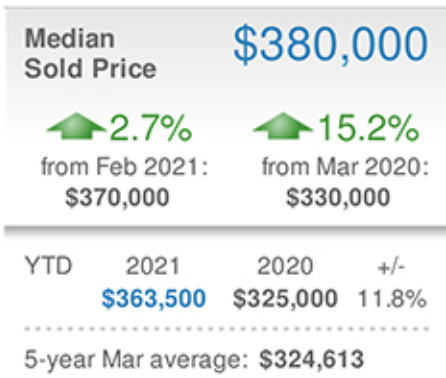 Median $380,000
Sold Price
2.7% 15.2%
from Feb 2021: from Mar 2020:
$370,000 $330,000
YTD 2021 2020 +/-
$363,500 $325,000 11.8%
5-year Mar average: $324,613